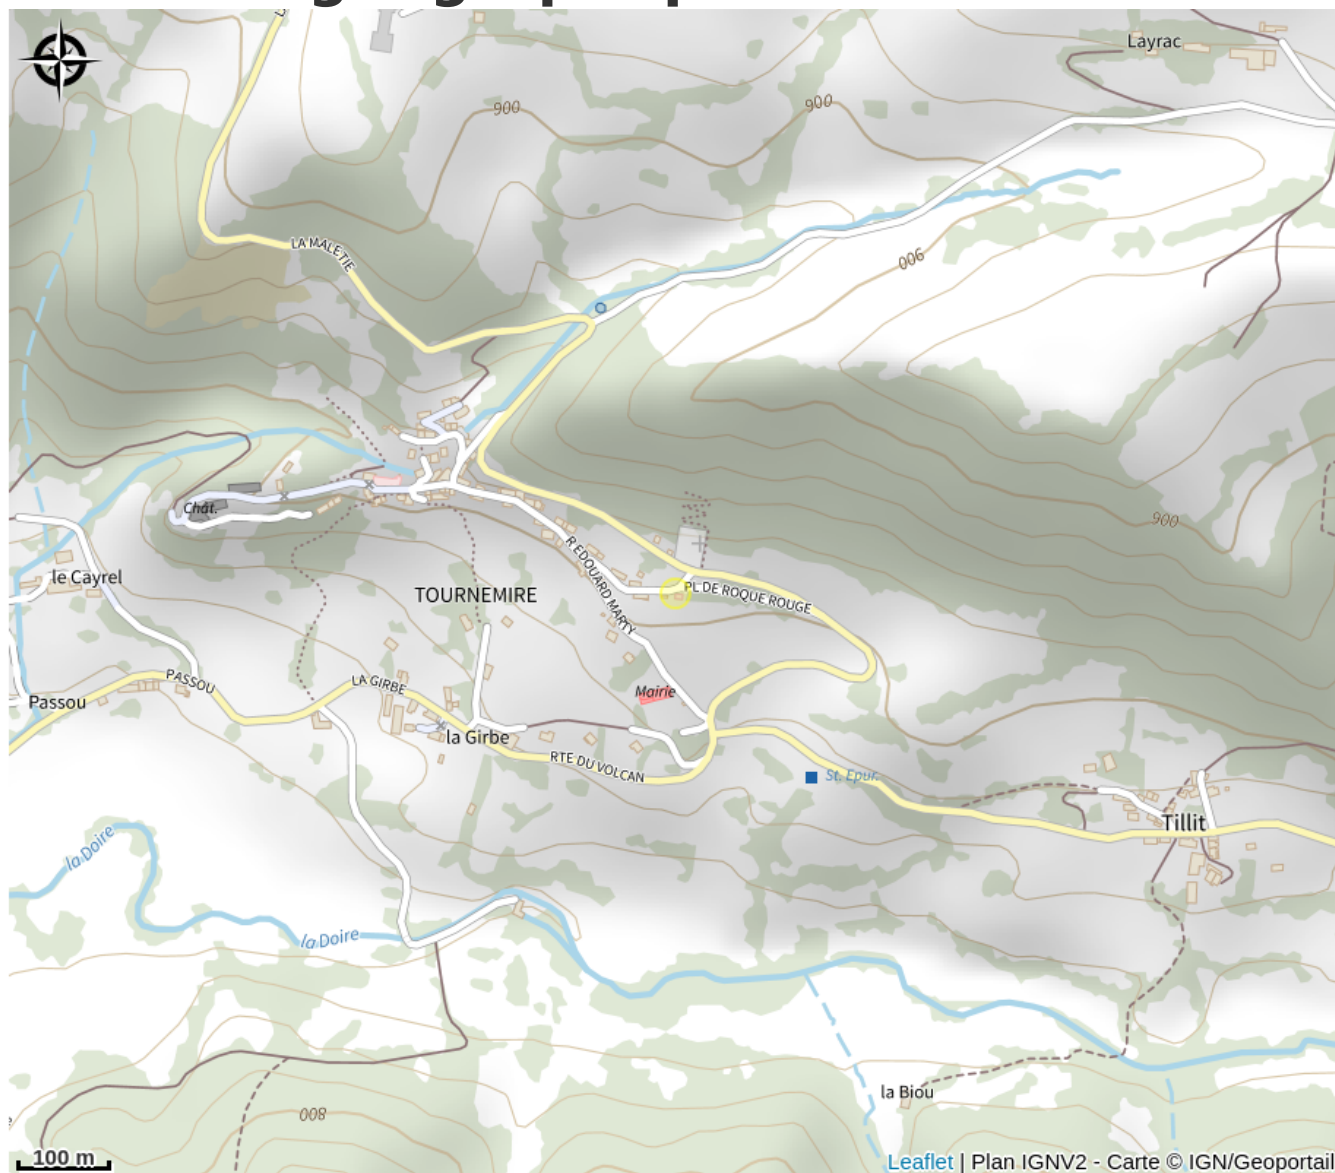 Layrac
900
900
LA MALETIE
900
Chât.
900
le Cayrel
TOURNEMIRE
R EDOUARD MARTY
PL DE ROQUE ROUGE
PASSOU
LA GIRBE
Mairie
Passou
la Girbe
RTE DU VOLCAN
St. Epur.
Tillit
la Doire
la Doire
la Biou
800
100 m
Leaflet | Plan IGNV2 - Carte © IGN/Geoportail